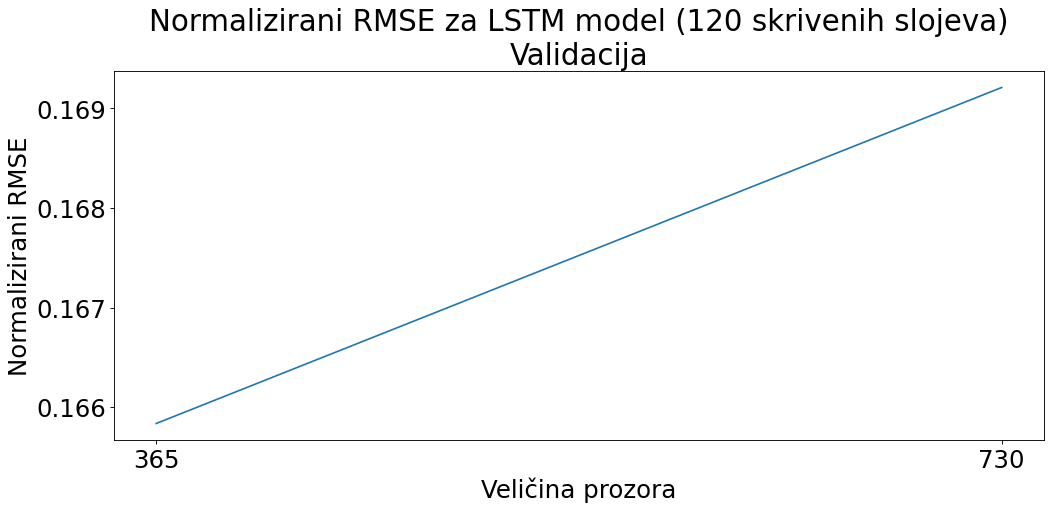 Normalizirani RMSE za LSTM model (120 skrivenih slojeva)
Validacija
Normalizirani RMSE
0.169
0.168
0.167
0.166
365
730
Veličina prozora